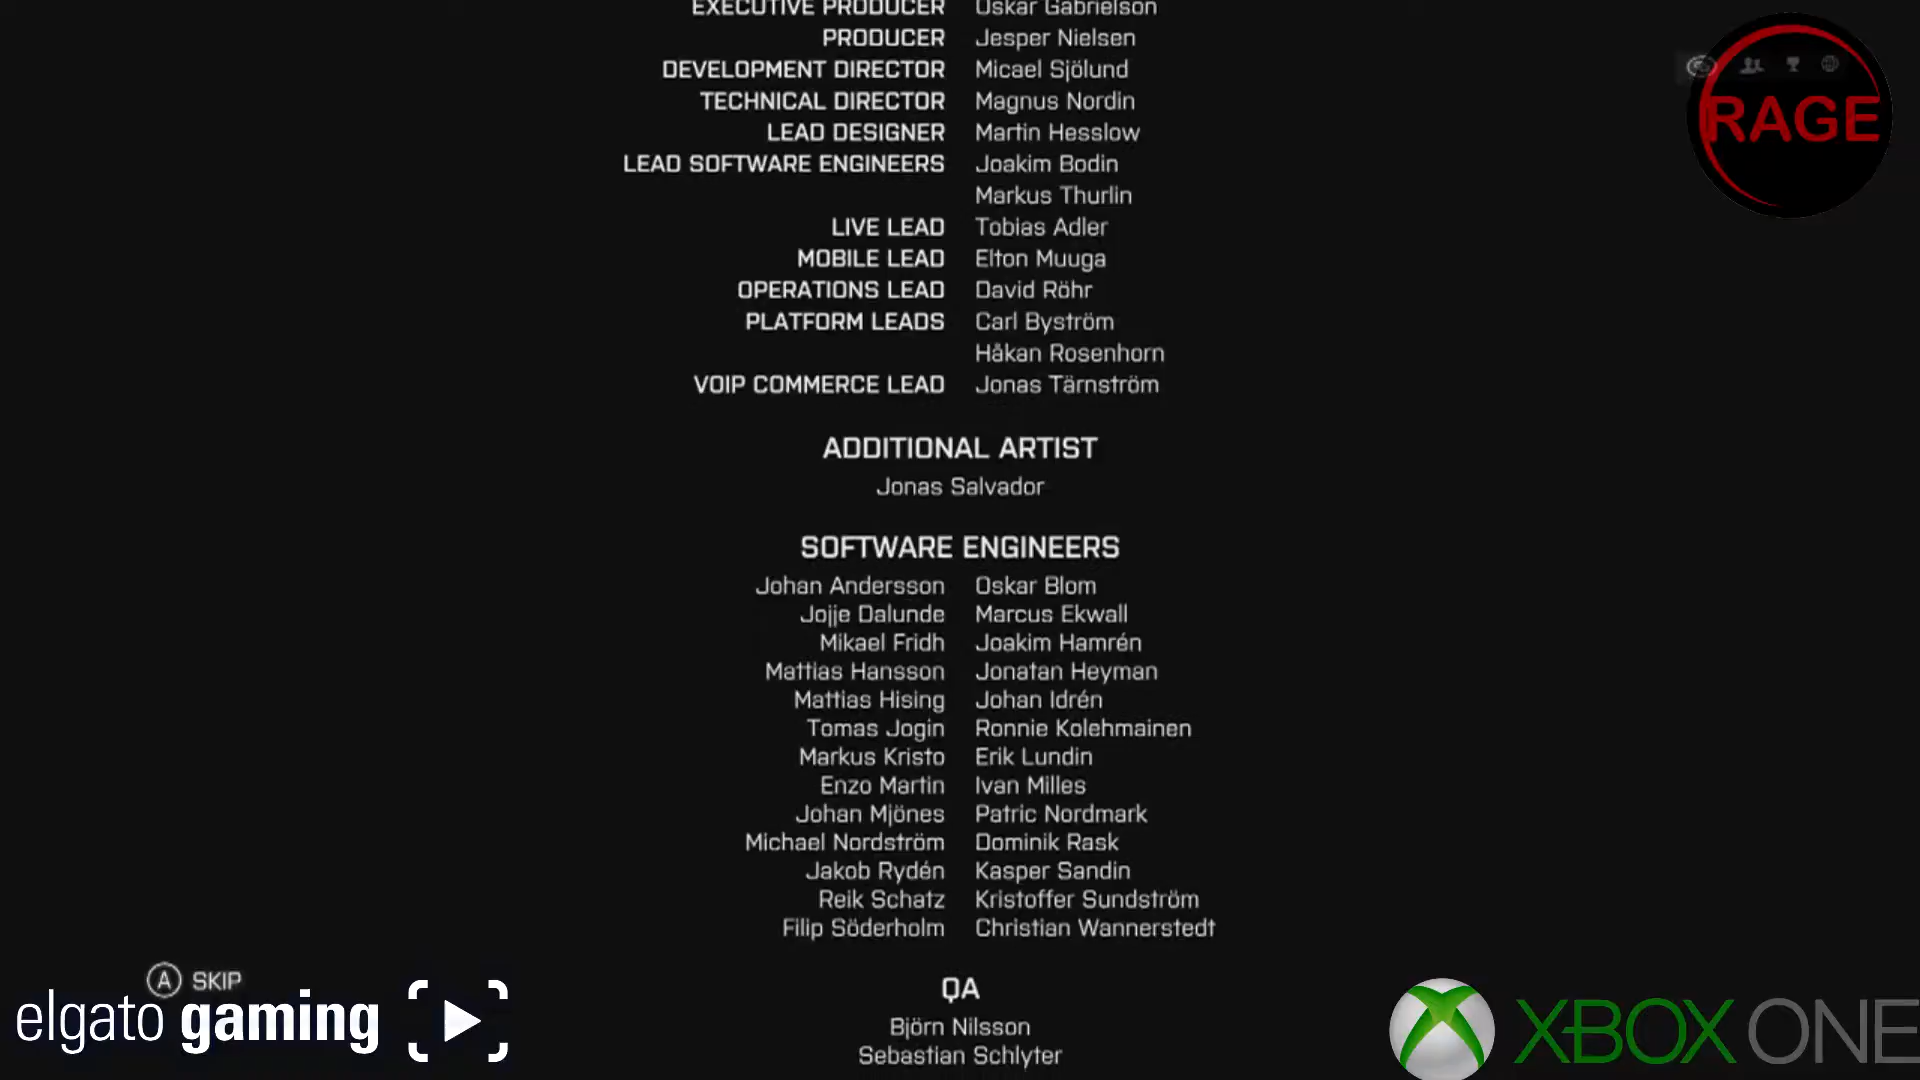 EXECUTIVE PRODUCER Oskar Gabrielson
PRODUCER Jesper Nielsen
DEVELOPMENT DIRECTOR Micael Sjölund
TECHNICAL DIRECTOR Magnus Nordin
LEAD DESIGNER Martin Hesslow
LEAD SOFTWARE ENGINEERS Joakim Bodin
Markus Thurlin
LIVE LEAD Tobias Adler
MOBILE LEAD Elton Muuga
OPERATIONS LEAD David Röhr
PLATFORM LEADS Carl Byström
Håkan Rosenhorn
VOIP COMMERCE LEAD Jonas Tärnström
RAGE
ADDITIONAL ARTIST
Jonas Salvador
SOFTWARE ENGINEERS
Johan Andersson Oskar Blom
Jojje Dalunde Marcus Ekwall
Mikael Fridh Joakim Hamrén
Mattias Hansson Jonatan Heyman
Mattias Hising Johan Idrén
Tomas Jogin Ronnie Kolehmainen
Markus Kristo Erik Lundin
Enzo Martin Ivan Milles
Johan Mjönes Patric Nordmark
Michael Nordström Dominik Rask
Jakob Rydén Kasper Sandin
Reik Schatz Kristoffer Sundström
Filip Söderholm Christian Wannerstedt
QA
Björn Nilsson
Sebastian Schlyter
A SKIP
elgato gaming
XBOX ONE